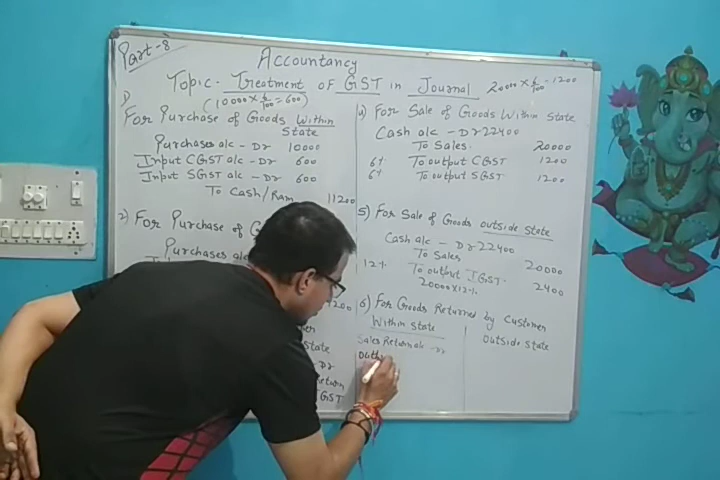 Part-8
Accountancy
Topic- Treatment of GST in Journal
20000 × 6/100 = 1200
(10000 × 6/100 = 600)
1)
For Purchase of Goods Within
State
Purchases a/c - Dr 10000
Input CGST a/c - Dr 600
Input SGST a/c - Dr 600
To Cash/Ram 11200
2) For Purchase of
Purchases a/c
State
- Dr
Return
GST
4) For Sale of Goods Within State
Cash a/c - Dr 22400
To Sales 20000
6% To output CGST 1200
6% To output SGST 1200
5) For Sale of Goods outside State
Cash a/c - Dr 22400
To Sales 20000
12% To output IGST 2400
20000 × 12%
6) For Goods Returned by Customer
Within State
Sales Return a/c - Dr
outside State